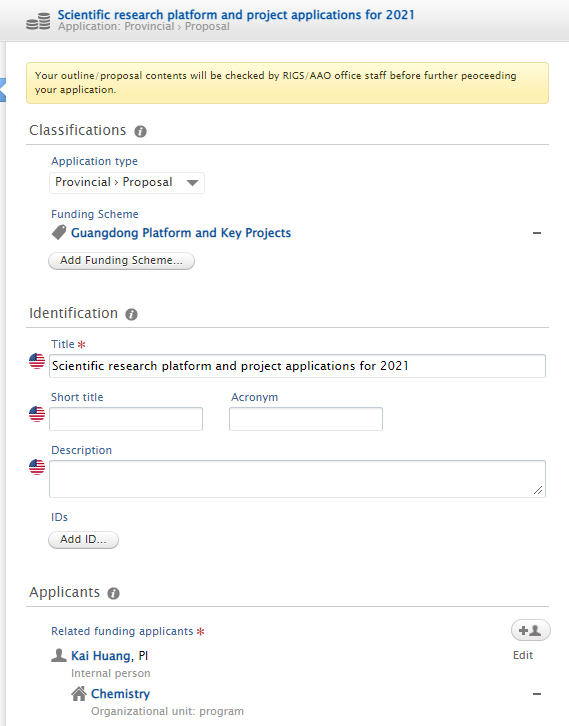 Scientific research platform and project applications for 2021
Application: Provincial › Proposal
Your outline/proposal contents will be checked by RIGS/AAO office staff before further peoceeding
your application.
Classifications
Application type
Provincial › Proposal
Funding Scheme
Guangdong Platform and Key Projects
Add Funding Scheme...
Identification
Title *
Scientific research platform and project applications for 2021
Short title Acronym
Description
IDs
Add ID...
Applicants
Related funding applicants *
Kai Huang, PI Edit
Internal person
Chemistry
Organizational unit: program